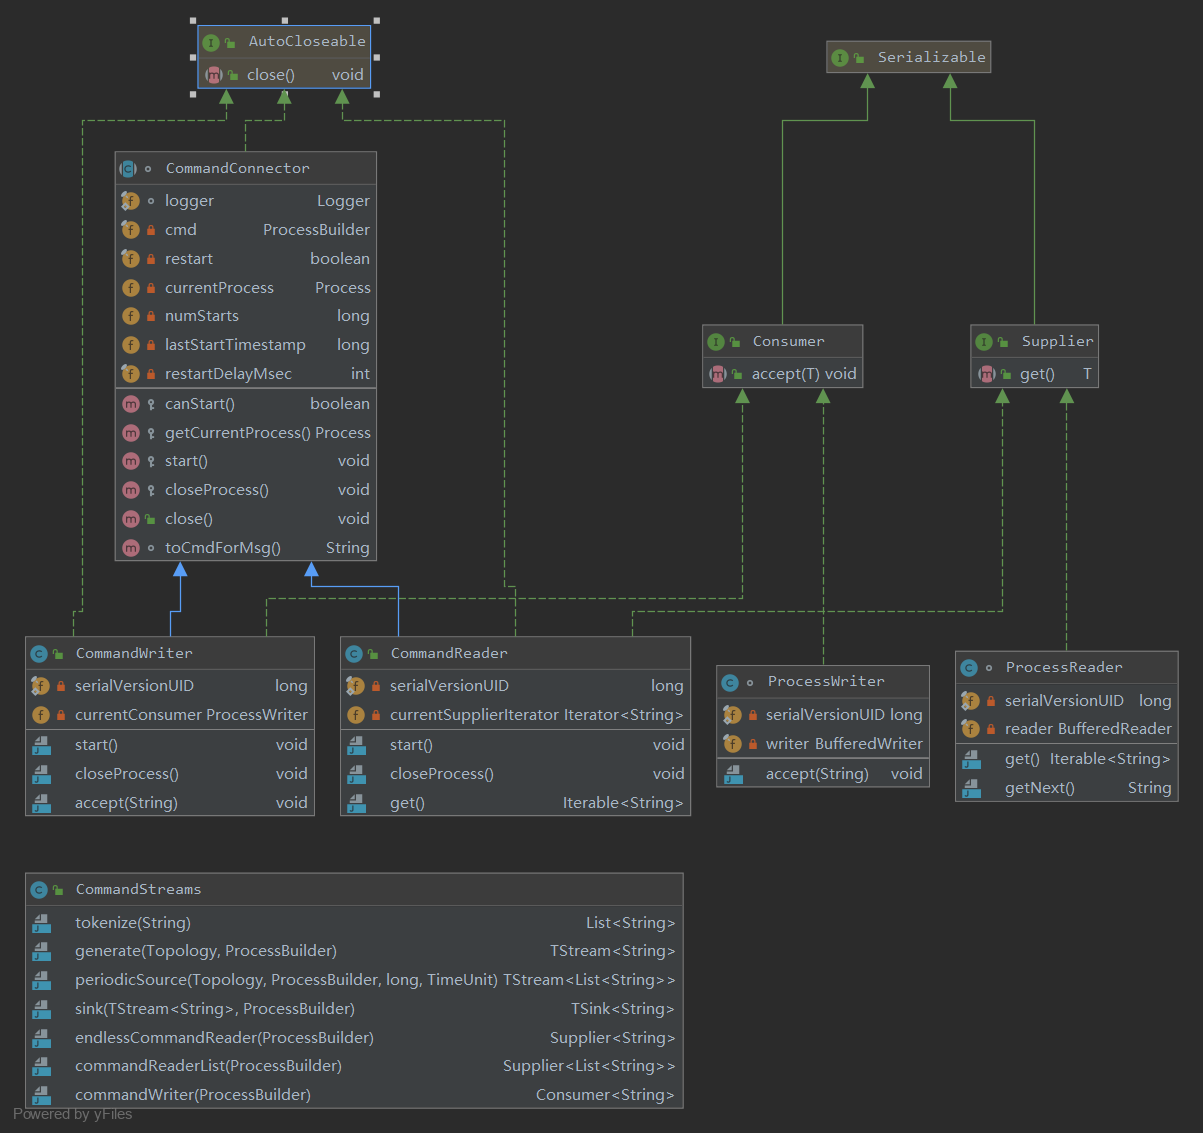 AutoCloseable
close() void
Serializable
CommandConnector
logger Logger
cmd ProcessBuilder
restart boolean
currentProcess Process
numStarts long
lastStartTimestamp long
restartDelayMsec int
canStart() boolean
getCurrentProcess() Process
start() void
closeProcess() void
close() void
toCmdForMsg() String
Consumer
accept(T) void
Supplier
get() T
CommandWriter
serialVersionUID long
currentConsumer ProcessWriter
start() void
closeProcess() void
accept(String) void
CommandReader
serialVersionUID long
currentSupplierIterator Iterator<String>
start() void
closeProcess() void
get() Iterable<String>
ProcessWriter
serialVersionUID long
writer BufferedWriter
accept(String) void
ProcessReader
serialVersionUID long
reader BufferedReader
get() Iterable<String>
getNext() String
CommandStreams
tokenize(String) List<String>
generate(Topology, ProcessBuilder) TStream<String>
periodicSource(Topology, ProcessBuilder, long, TimeUnit) TStream<List<String>>
sink(TStream<String>, ProcessBuilder) TSink<String>
endlessCommandReader(ProcessBuilder) Supplier<String>
commandReaderList(ProcessBuilder) Supplier<List<String>>
commandWriter(ProcessBuilder) Consumer<String>
Powered by yFiles